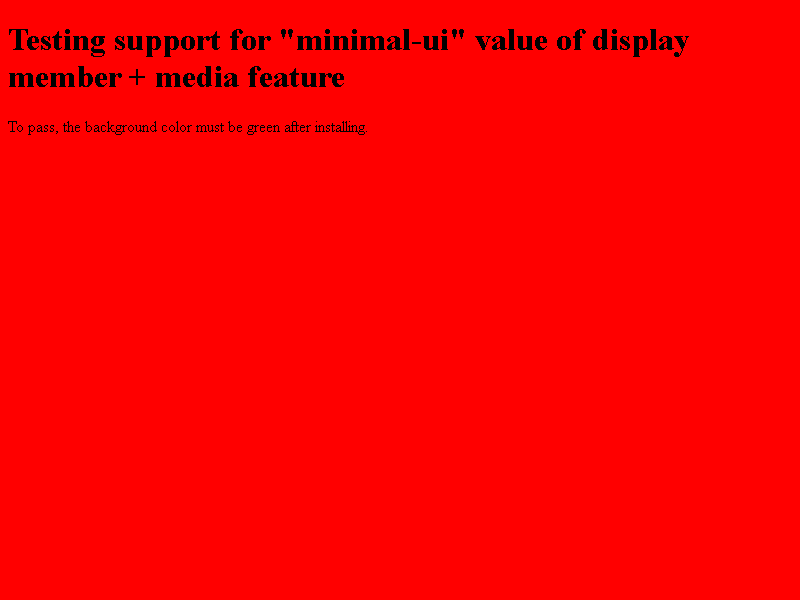 Testing support for "minimal-ui" value of display
member + media feature
To pass, the background color must be green after installing.